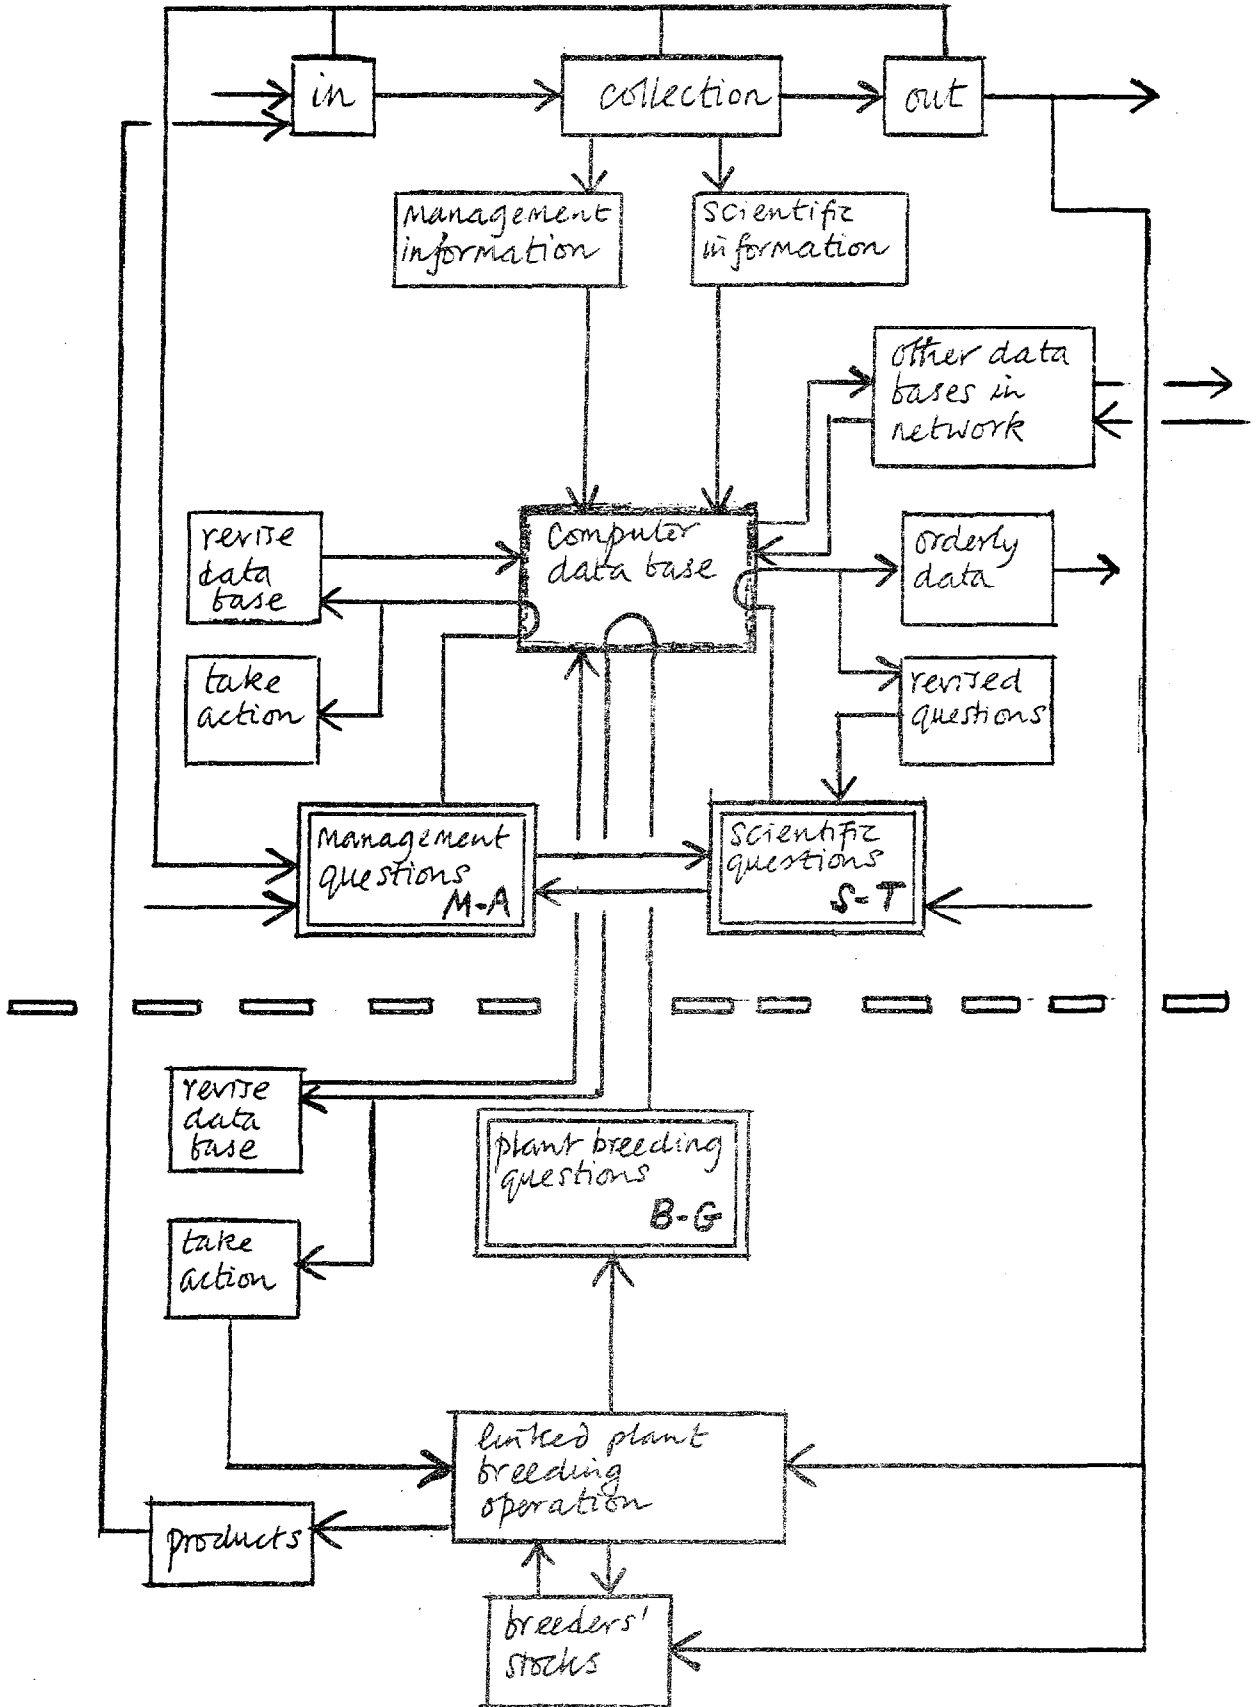 in
collection
out
management
information
scientific
information
other data
bases in
network
revise
data
base
computer
data base
orderly
data
take
action
revised
questions
management
questions
M-A
scientific
questions
S-T
revise
data
base
plant breeding
questions
B-G
take
action
linked plant
breeding
operation
products
breeders'
stocks